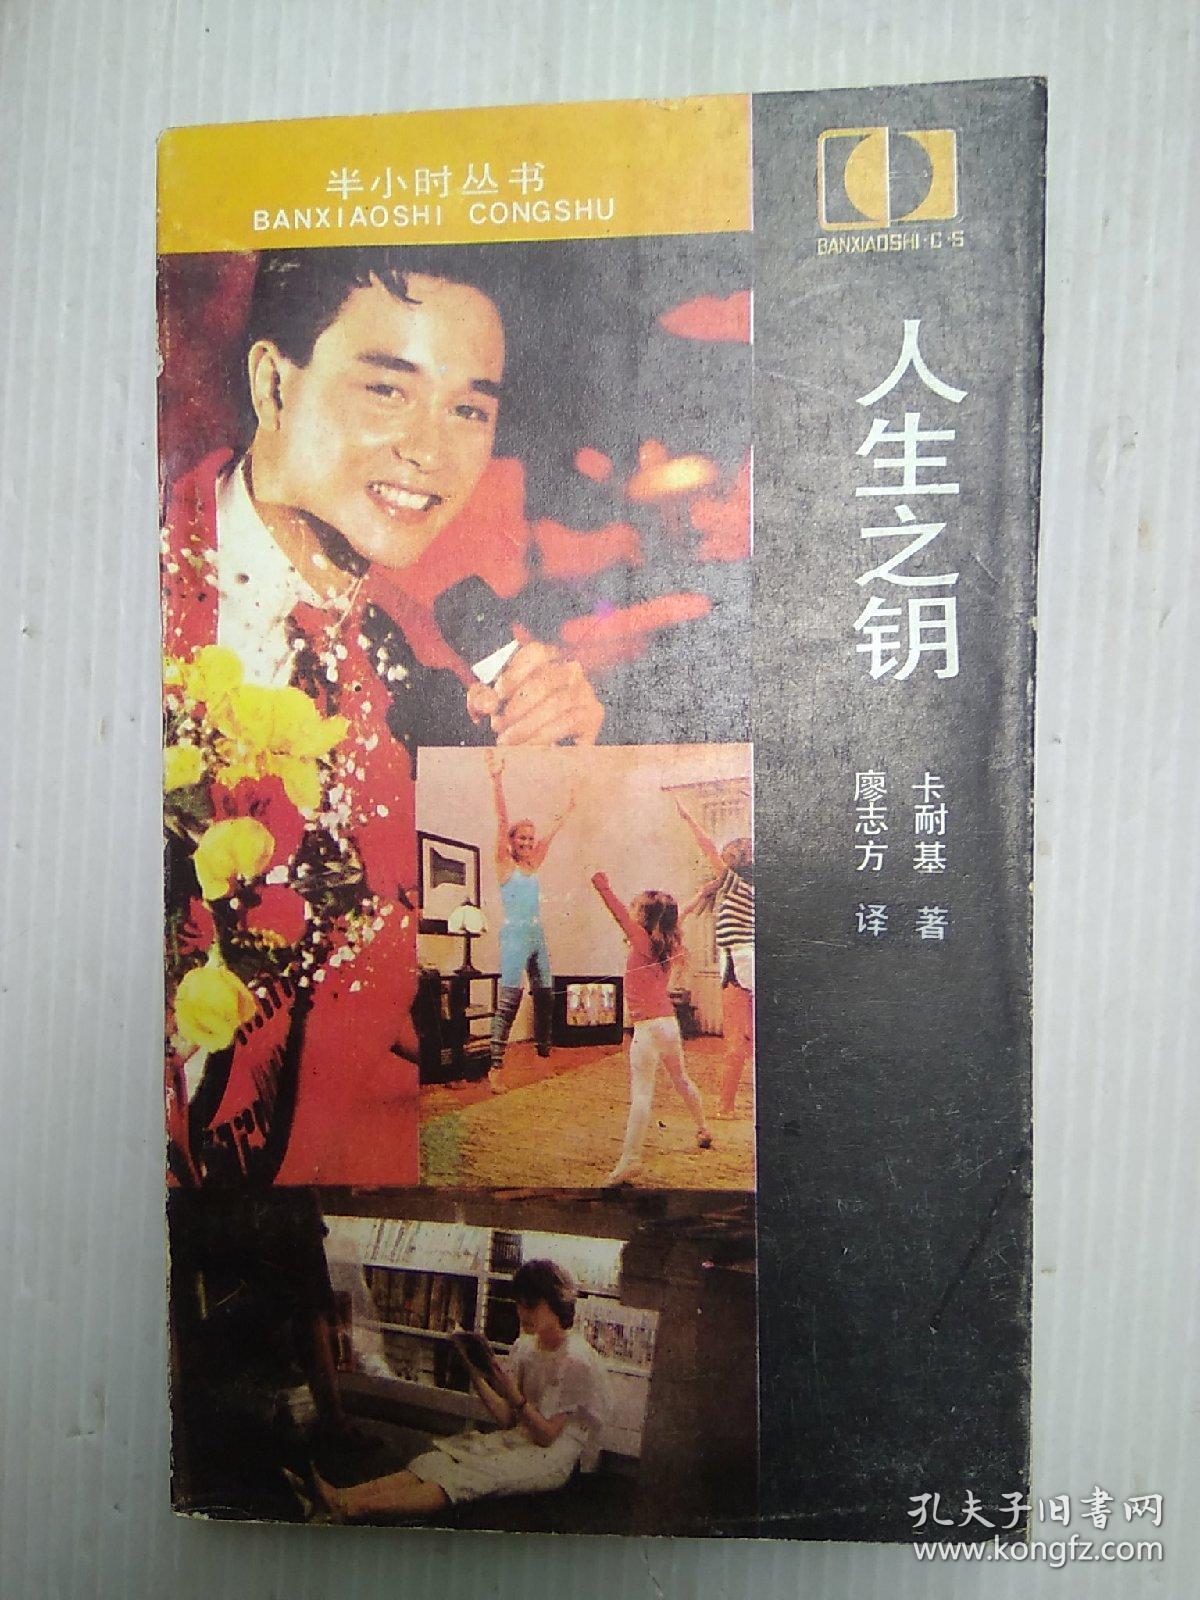 半小时丛书
BANXIAOSHI CONGSHU
BANXIAOSHI·C·S
人生之钥
卡耐基 著
廖志方 译
孔夫子旧书网
www.kongfz.com